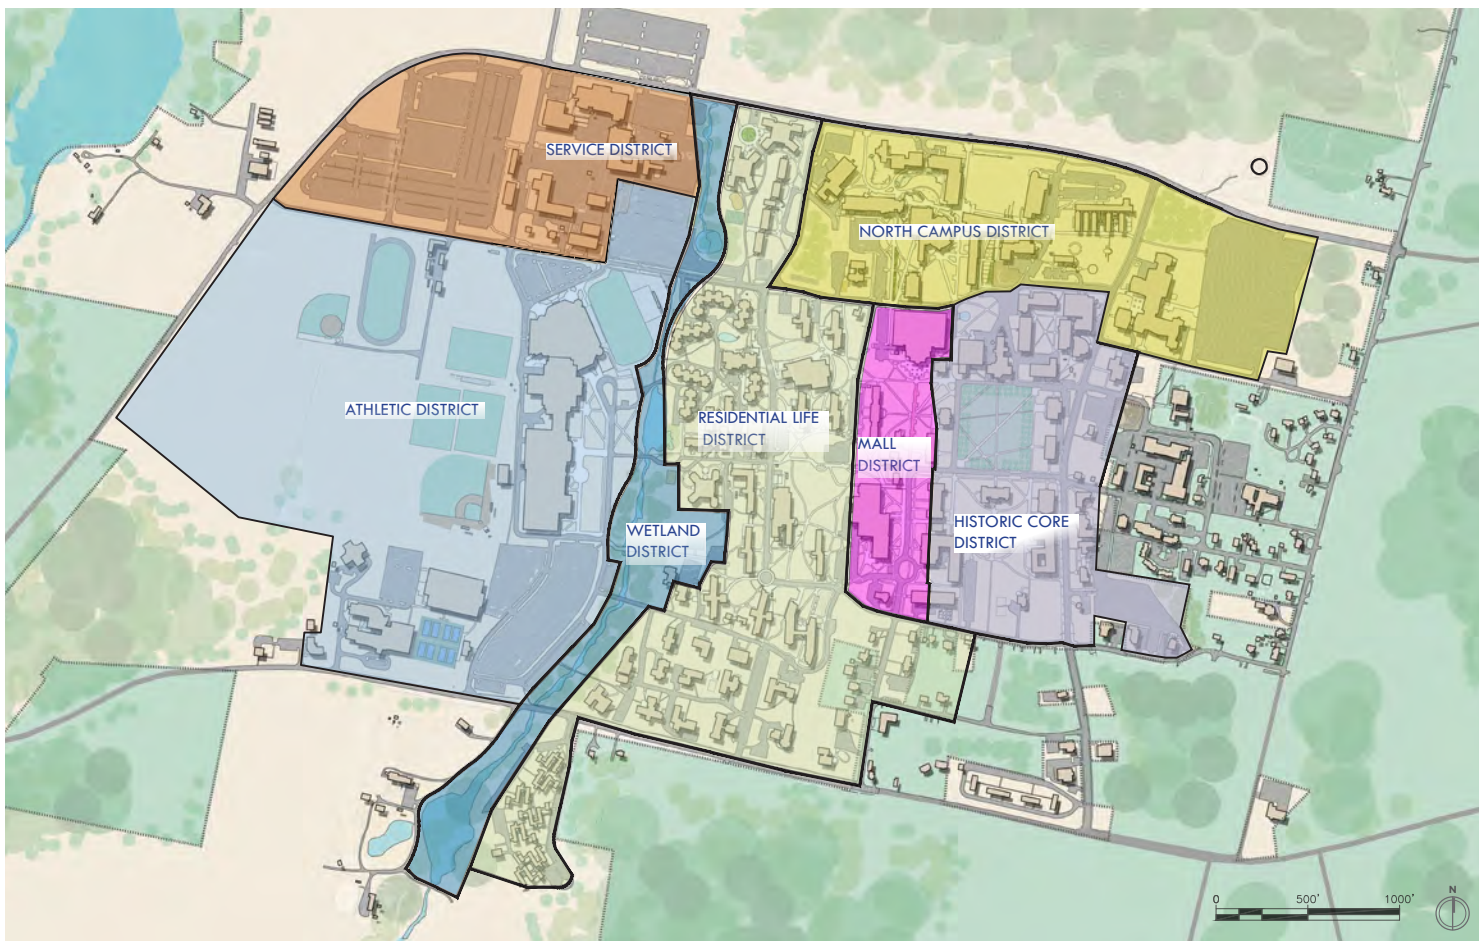 SERVICE DISTRICT
NORTH CAMPUS DISTRICT
ATHLETIC DISTRICT
RESIDENTIAL LIFE
DISTRICT
MALL
DISTRICT
WETLAND
DISTRICT
HISTORIC CORE
DISTRICT
0 500' 1000'
N